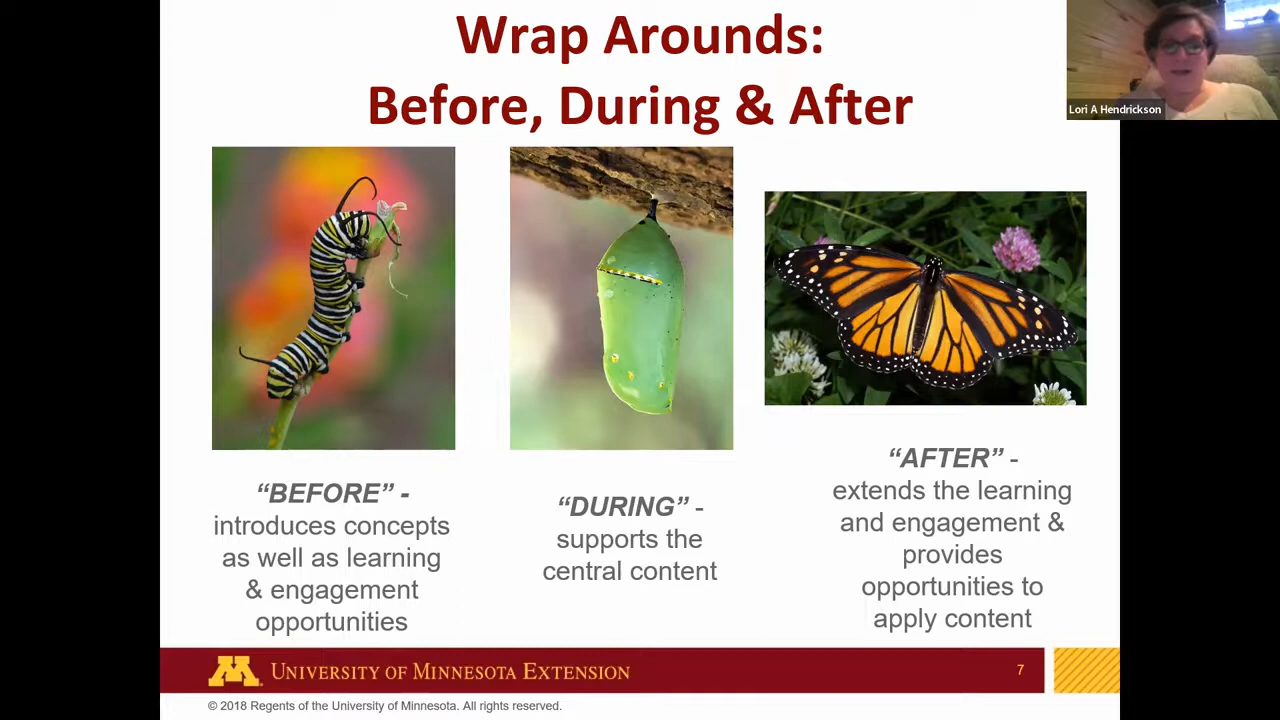 Wrap Arounds:
Before, During & After
Lori A Hendrickson
“BEFORE” -
introduces concepts
as well as learning
& engagement
opportunities
“DURING” -
supports the
central content
“AFTER” -
extends the learning
and engagement &
provides
opportunities to
apply content
M
UNIVERSITY OF MINNESOTA EXTENSION
7
© 2018 Regents of the University of Minnesota. All rights reserved.